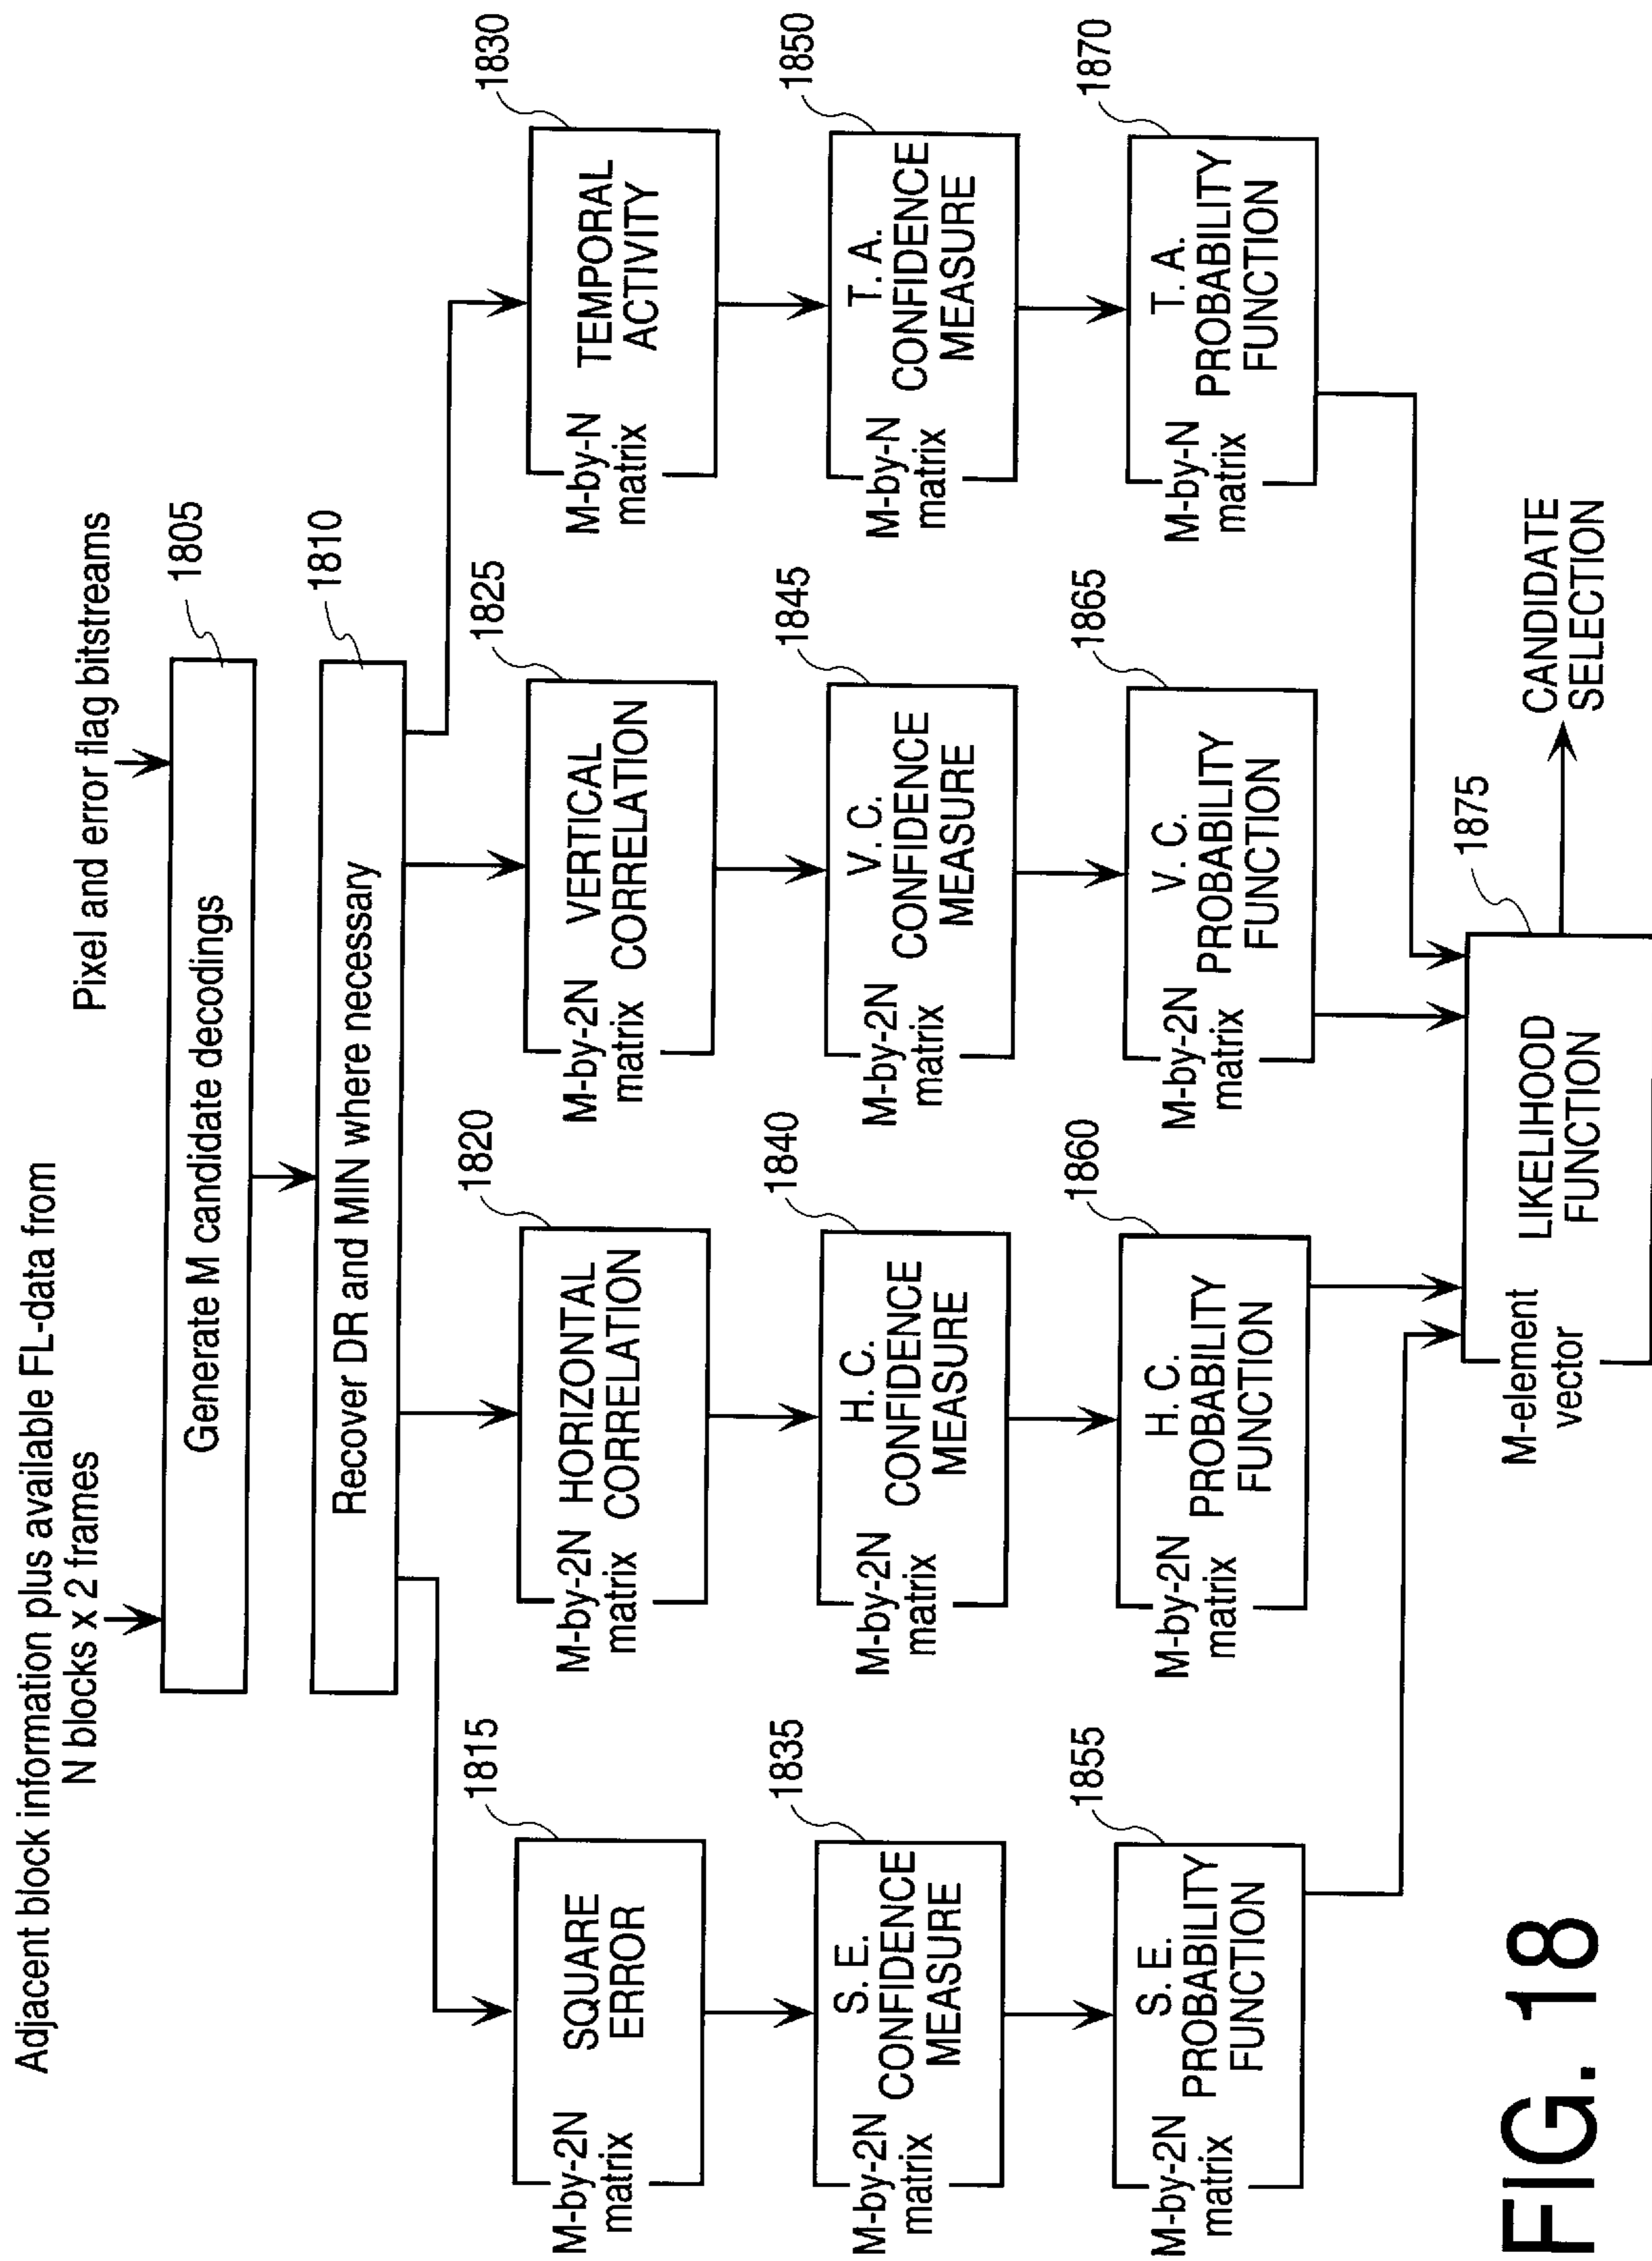 Adjacent block information plus available FL-data from
N blocks x 2 frames
Pixel and error flag bitstreams
1805
Generate M candidate decodings
1810
Recover DR and MIN where necessary
1815
M-by-2N
matrix
SQUARE
ERROR
1820
M-by-2N
matrix
HORIZONTAL
CORRELATION
1825
M-by-2N
matrix
VERTICAL
CORRELATION
1830
M-by-N
matrix
TEMPORAL
ACTIVITY
1835
M-by-2N
matrix
S. E.
CONFIDENCE
MEASURE
1840
M-by-2N
matrix
H. C.
CONFIDENCE
MEASURE
1845
M-by-2N
matrix
V. C.
CONFIDENCE
MEASURE
1850
M-by-N
matrix
T. A.
CONFIDENCE
MEASURE
1855
M-by-2N
matrix
S. E.
PROBABILITY
FUNCTION
1860
M-by-2N
matrix
H. C.
PROBABILITY
FUNCTION
1865
M-by-2N
matrix
V. C.
PROBABILITY
FUNCTION
1870
M-by-N
matrix
T. A.
PROBABILITY
FUNCTION
1875
M-element
vector
LIKELIHOOD
FUNCTION
CANDIDATE
SELECTION
FIG. 18